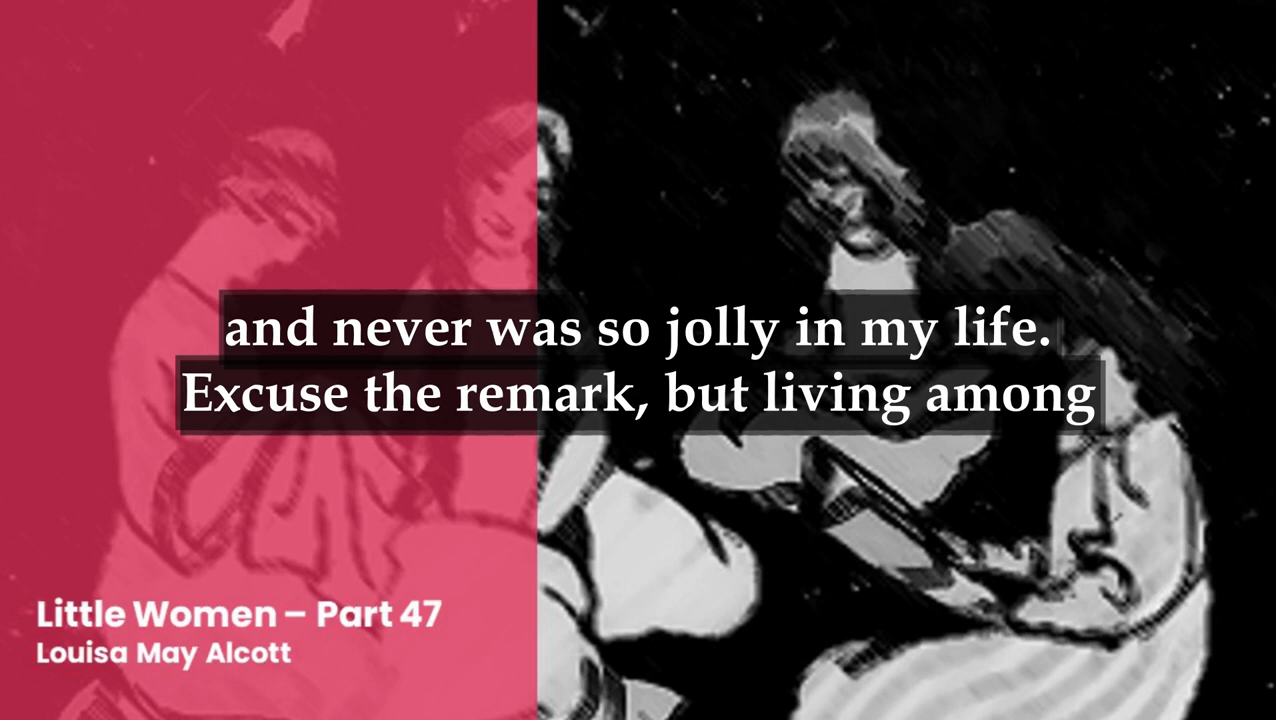 and never was so jolly in my life.
Excuse the remark, but living among
Little Women – Part 47
Louisa May Alcott